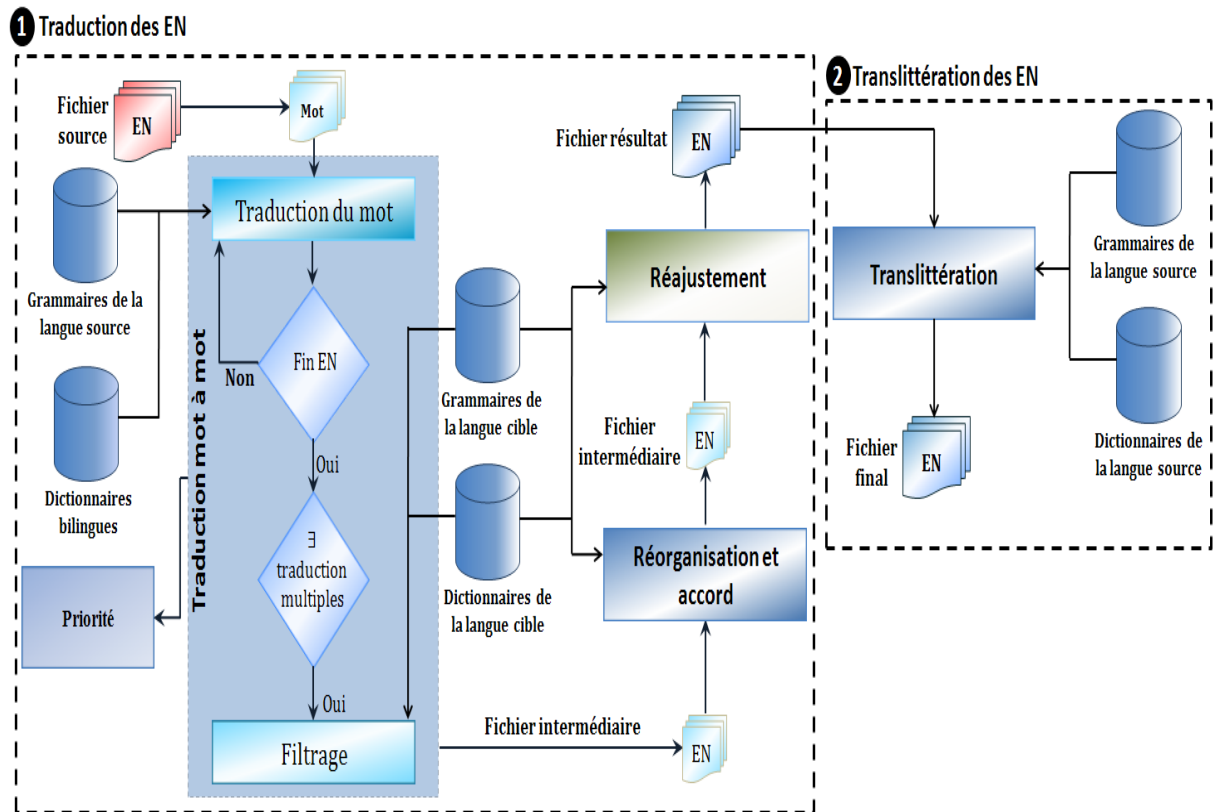 1 Traduction des EN
Fichier
source
EN
Mot
Traduction mot à mot
Traduction du mot
Grammaires de la
langue source
Fin EN
Non
Oui
Dictionnaires
bilingues
∃
traduction
multiples
Priorité
Oui
Filtrage
Grammaires de
la langue cible
Dictionnaires de
la langue cible
Fichier intermédiaire
EN
Réorganisation et
accord
Fichier
intermédiaire
EN
Réajustement
Fichier résultat
EN
2 Translittération des EN
Grammaires de
la langue source
Translittération
Dictionnaires de
la langue source
Fichier
final
EN